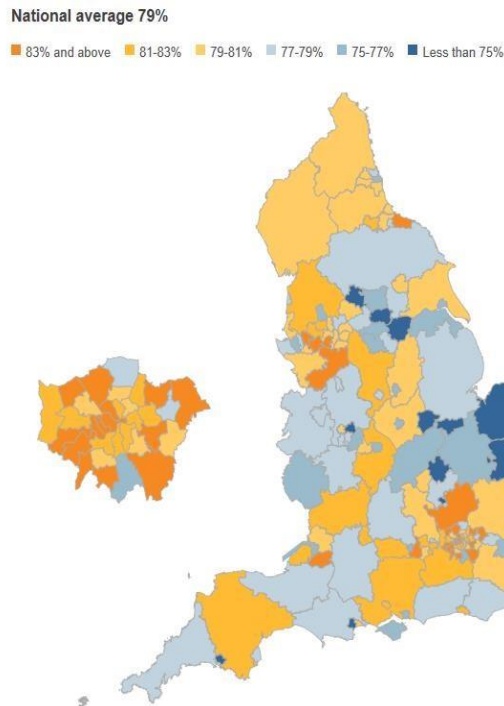 National average 79%
83% and above 81-83% 79-81% 77-79% 75-77% Less than 75%